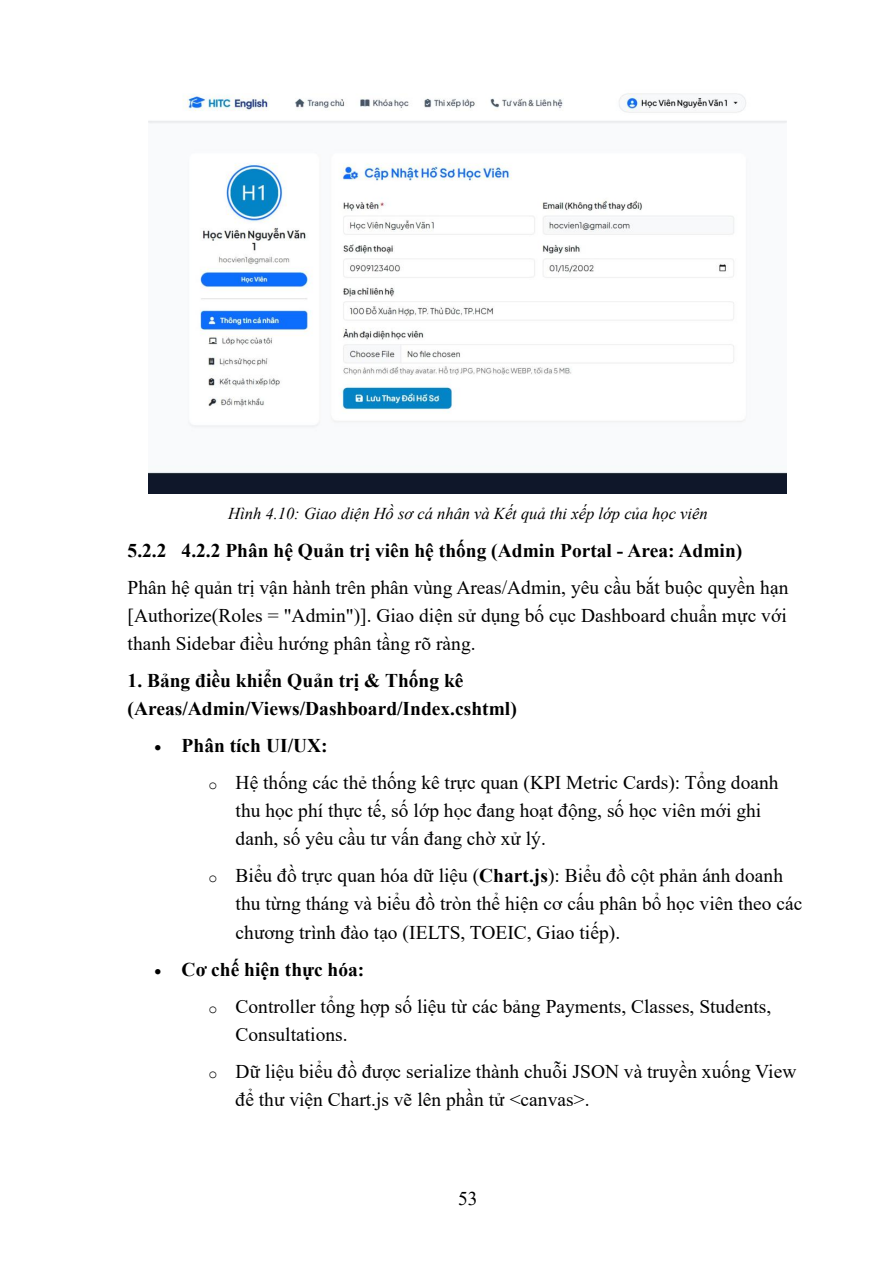 HITC English Trang chủ Khóa học Thi xếp lớp Tư vấn & Liên hệ Học Viên Nguyễn Văn 1
H1
Học Viên Nguyễn Văn
1
hocvien1@gmail.com
Học Viên
Thông tin cá nhân
Lớp học của tôi
Lịch sử học phí
Kết quả thi xếp lớp
Đổi mật khẩu
Cập Nhật Hồ Sơ Học Viên
Họ và tên * Email (Không thể thay đổi)
Học Viên Nguyễn Văn 1 hocvien1@gmail.com
Số điện thoại Ngày sinh
0909123400 01/15/2002
Địa chỉ liên hệ
100 Đỗ Xuân Hợp, TP. Thủ Đức, TP.HCM
Ảnh đại diện học viên
Choose File No file chosen
Chọn ảnh mới để thay avatar. Hỗ trợ JPG, PNG hoặc WEBP, tối đa 5 MB.
Lưu Thay Đổi Hồ Sơ
Hình 4.10: Giao diện Hồ sơ cá nhân và Kết quả thi xếp lớp của học viên
5.2.2 4.2.2 Phân hệ Quản trị viên hệ thống (Admin Portal - Area: Admin)
Phân hệ quản trị vận hành trên phân vùng Areas/Admin, yêu cầu bắt buộc quyền hạn
[Authorize(Roles = "Admin")]. Giao diện sử dụng bố cục Dashboard chuẩn mực với
thanh Sidebar điều hướng phân tầng rõ ràng.
1. Bảng điều khiển Quản trị & Thống kê
(Areas/Admin/Views/Dashboard/Index.cshtml)
• Phân tích UI/UX:
o Hệ thống các thẻ thống kê trực quan (KPI Metric Cards): Tổng doanh
thu học phí thực tế, số lớp học đang hoạt động, số học viên mới ghi
danh, số yêu cầu tư vấn đang chờ xử lý.
o Biểu đồ trực quan hóa dữ liệu (Chart.js): Biểu đồ cột phản ánh doanh
thu từng tháng và biểu đồ tròn thể hiện cơ cấu phân bổ học viên theo các
chương trình đào tạo (IELTS, TOEIC, Giao tiếp).
• Cơ chế hiện thực hóa:
o Controller tổng hợp số liệu từ các bảng Payments, Classes, Students,
Consultations.
o Dữ liệu biểu đồ được serialize thành chuỗi JSON và truyền xuống View
để thư viện Chart.js vẽ lên phần tử <canvas>.
53